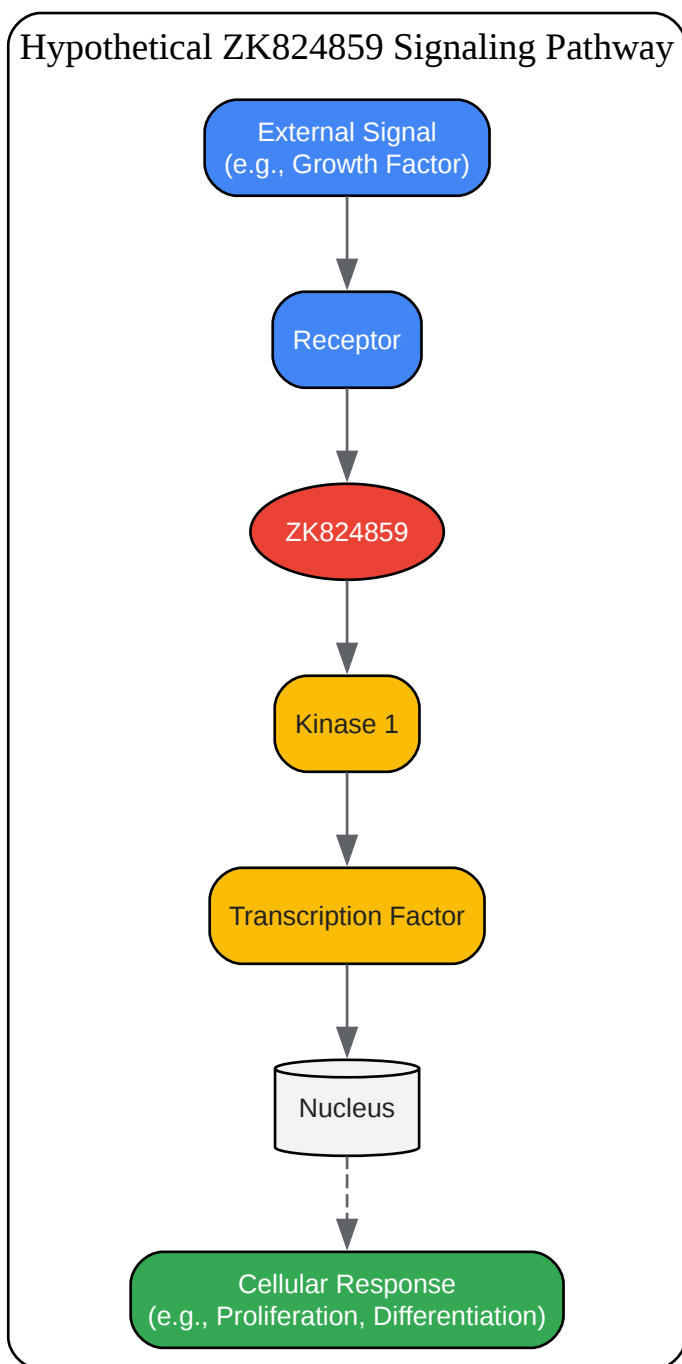 Hypothetical ZK824859 Signaling Pathway
External Signal
(e.g., Growth Factor)
Receptor
ZK824859
Kinase 1
Transcription Factor
Nucleus
Cellular Response
(e.g., Proliferation, Differentiation)